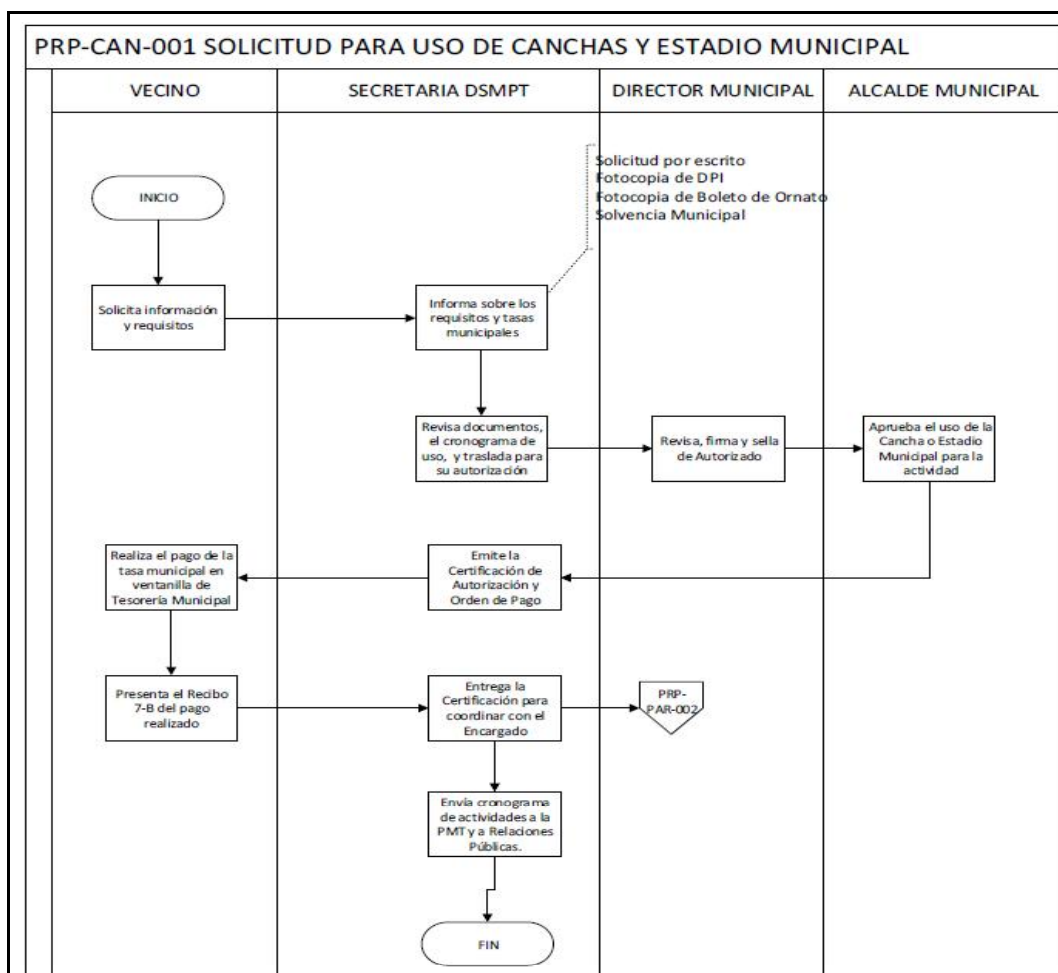 PRP-CAN-001 SOLICITUD PARA USO DE CANCHAS Y ESTADIO MUNICIPAL
VECINO
SECRETARIA DSMPT
DIRECTOR MUNICIPAL
ALCALDE MUNICIPAL
Solicitud por escrito
Fotocopia de DPI
Fotocopia de Boleto de Ornato
Solvencia Municipal
INICIO
Solicita información
y requisitos
Informa sobre los
requisitos y tasas
municipales
Revisa documentos,
el cronograma de
uso, y traslada para
su autorización
Revisa, firma y sella
de Autorizado
Aprueba el uso de la
Cancha o Estadio
Municipal para la
actividad
Realiza el pago de la
tasa municipal en
ventanilla de
Tesorería Municipal
Emite la
Certificación de
Autorización y
Orden de Pago
Presenta el Recibo
7-B del pago
realizado
Entrega la
Certificación para
coordinar con el
Encargado
PRP-
PAR-002
Envía cronograma
de actividades a la
PMT y a Relaciones
Públicas.
FIN